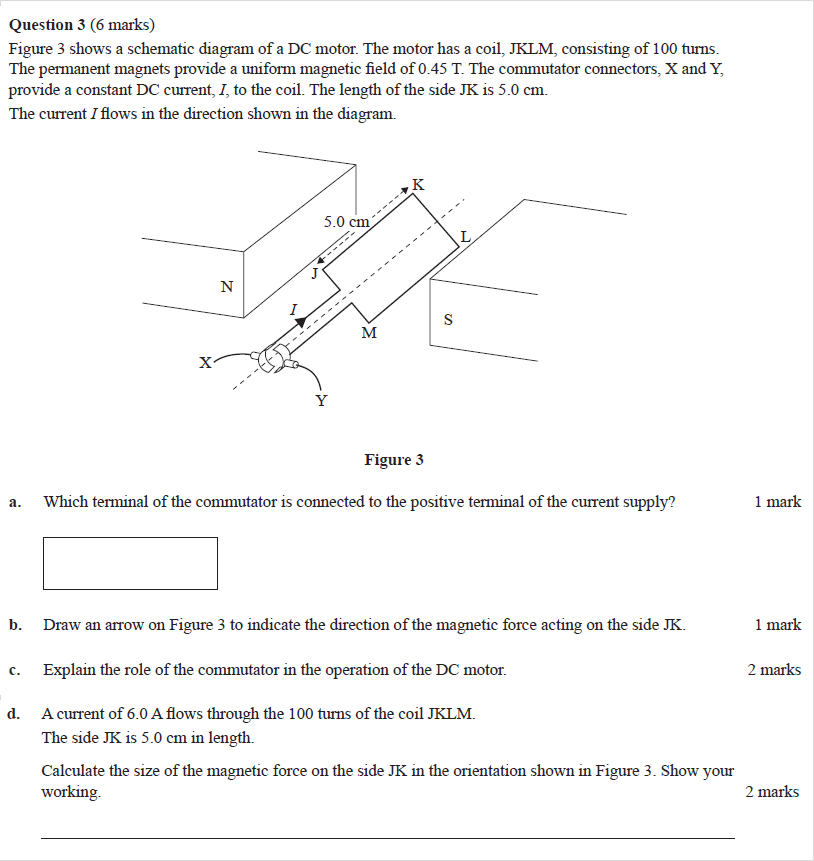 Question 3 (6 marks)
Figure 3 shows a schematic diagram of a DC motor. The motor has a coil, JKLM, consisting of 100 turns.
The permanent magnets provide a uniform magnetic field of 0.45 T. The commutator connectors, X and Y,
provide a constant DC current, I, to the coil. The length of the side JK is 5.0 cm.
The current I flows in the direction shown in the diagram.
K
5.0 cm
L
J
N
I
S
M
X
Y
Figure 3
a. Which terminal of the commutator is connected to the positive terminal of the current supply? 1 mark
b. Draw an arrow on Figure 3 to indicate the direction of the magnetic force acting on the side JK. 1 mark
c. Explain the role of the commutator in the operation of the DC motor. 2 marks
d. A current of 6.0 A flows through the 100 turns of the coil JKLM.
The side JK is 5.0 cm in length.
Calculate the size of the magnetic force on the side JK in the orientation shown in Figure 3. Show your
working. 2 marks